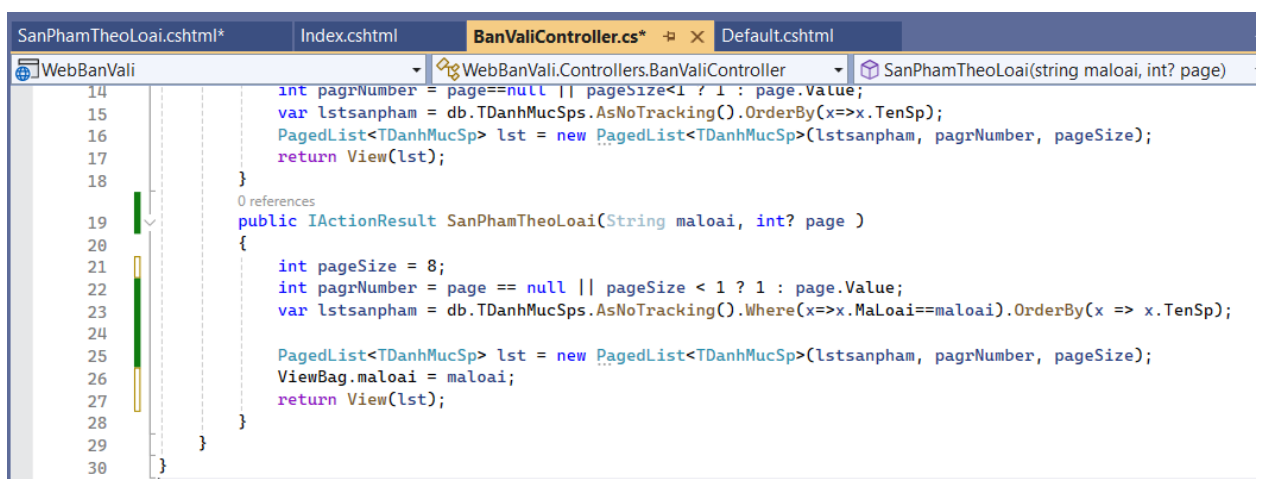 SanPhamTheoLoai.cshtml* Index.cshtml BanValiController.cs* Default.cshtml
WebBanVali WebBanVali.Controllers.BanValiController SanPhamTheoLoai(string maloai, int? page)
14 int pagrNumber = page==null || pageSize<1 ? 1 : page.Value;
15 var lstsanpham = db.TDanhMucSps.AsNoTracking().OrderBy(x=>x.TenSp);
16 PagedList<TDanhMucSp> lst = new PagedList<TDanhMucSp>(lstsanpham, pagrNumber, pageSize);
17 return View(lst);
18 }
0 references
19 public IActionResult SanPhamTheoLoai(String maloai, int? page )
20 {
21 int pageSize = 8;
22 int pagrNumber = page == null || pageSize < 1 ? 1 : page.Value;
23 var lstsanpham = db.TDanhMucSps.AsNoTracking().Where(x=>x.MaLoai==maloai).OrderBy(x => x.TenSp);
24
25 PagedList<TDanhMucSp> lst = new PagedList<TDanhMucSp>(lstsanpham, pagrNumber, pageSize);
26 ViewBag.maloai = maloai;
27 return View(lst);
28 }
29 }
30 }